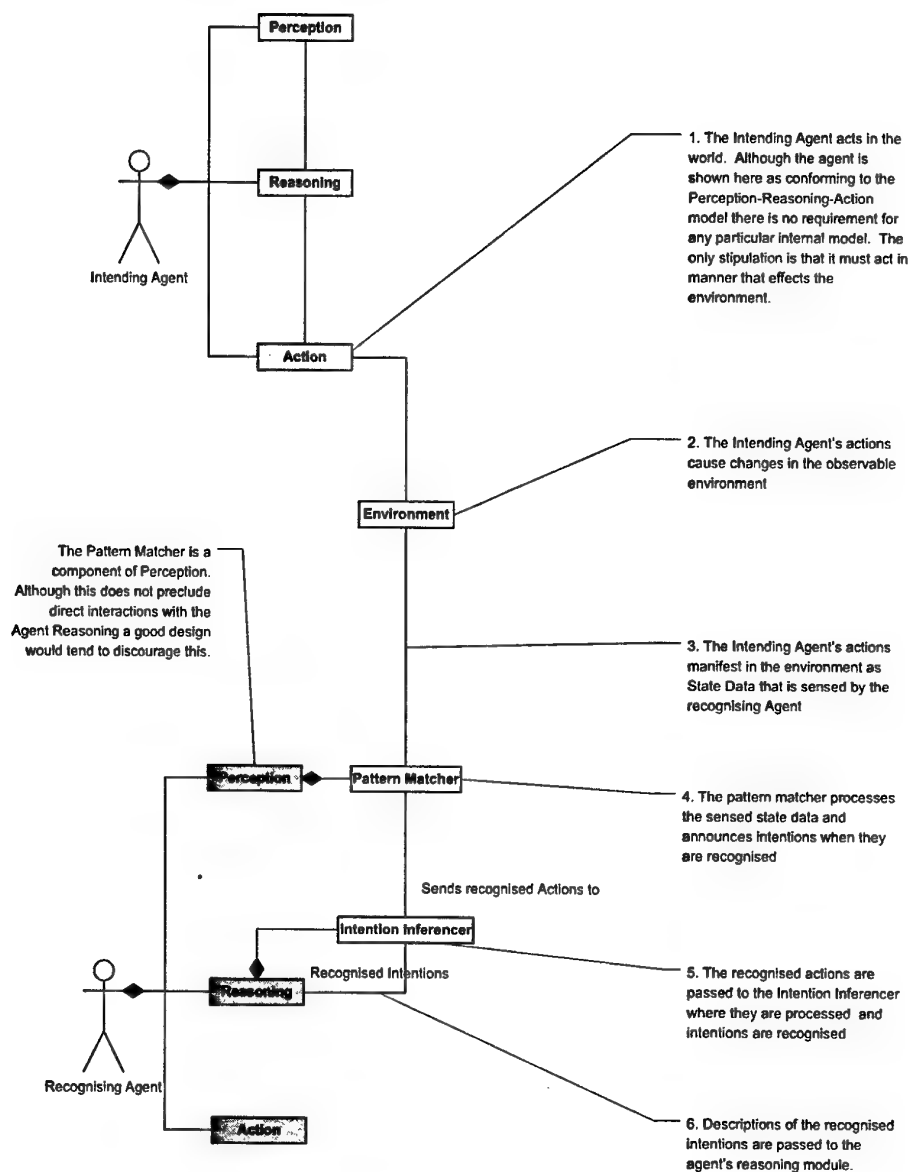 Perception
1. The Intending Agent acts in the
world. Although the agent is
shown here as conforming to the
Perception-Reasoning-Action
model there is no requirement for
any particular internal model. The
only stipulation is that it must act in
manner that effects the
environment.
Reasoning
Intending Agent
Action
2. The Intending Agent's actions
cause changes in the observable
environment
Environment
The Pattern Matcher is a
component of Perception.
Although this does not preclude
direct interactions with the
Agent Reasoning a good design
would tend to discourage this.
3. The Intending Agent's actions
manifest in the environment as
State Data that is sensed by the
recognising Agent
Perception
Pattern Matcher
4. The pattern matcher processes
the sensed state data and
announces intentions when they
are recognised
Sends recognised Actions to
Intention Inferencer
Recognised Intentions
5. The recognised actions are
passed to the Intention Inferencer
where they are processed and
intentions are recognised
Reasoning
Recognising Agent
Action
6. Descriptions of the recognised
intentions are passed to the
agent's reasoning module.